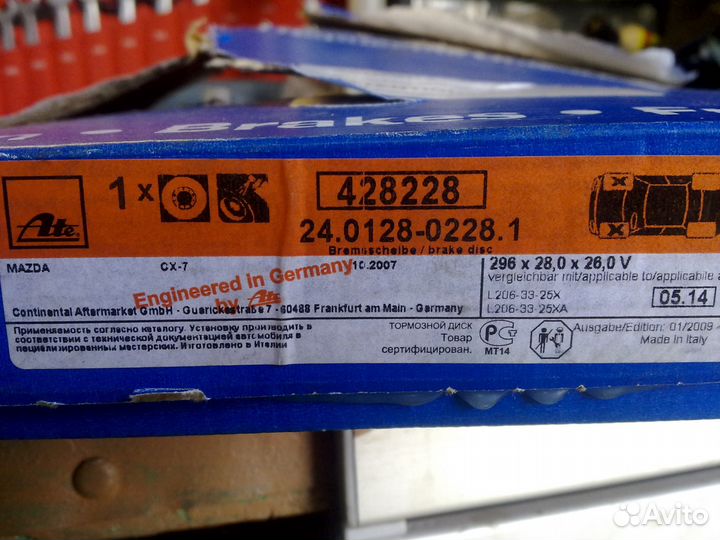 • Brakes •
Ate
1 x
428228
24.0128-0228.1
Bremsscheibe / brake disc
MAZDA CX-7 10.2007
296 x 28,0 x 26,0 V
vergleichbar mit/applicable to/applicable
L206-33-25X
L206-33-25XA
05.14
Engineered in Germany
by Ate
Continental Aftermarket GmbH · Guerickestraße 7 · 60488 Frankfurt am Main · Germany
Применяемость согласно каталогу. Установку производить в
соответствии с технической документацией автомобиля в
специализированных мастерских. Изготовлено в Италии
ТОРМОЗНОЙ ДИСК
Товар
сертифицирован.
МТ14
Ausgabe/Edition: 01/2009
Made in Italy
Avito